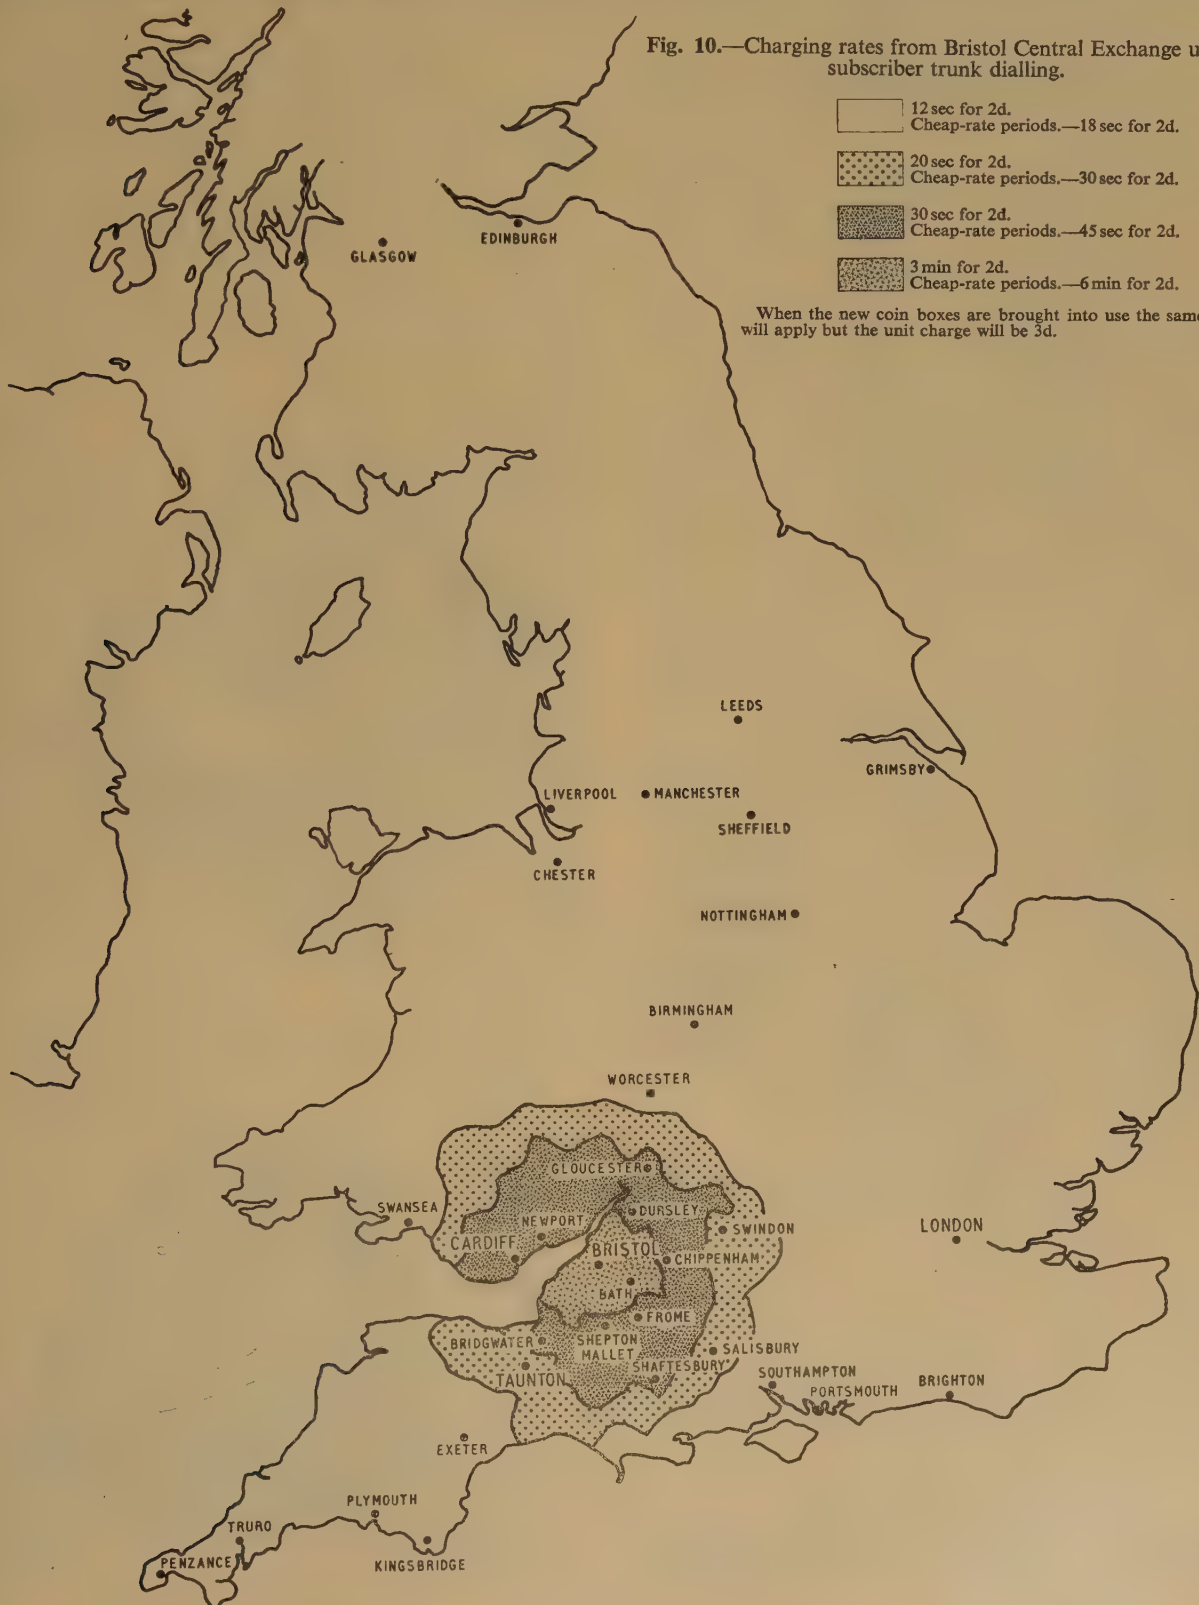 Fig. 10.—Charging rates from Bristol Central Exchange u
subscriber trunk dialling.
12 sec for 2d.
Cheap-rate periods.—18 sec for 2d.
20 sec for 2d.
Cheap-rate periods.—30 sec for 2d.
30 sec for 2d.
Cheap-rate periods.—45 sec for 2d.
3 min for 2d.
Cheap-rate periods.—6 min for 2d.
When the new coin boxes are brought into use the same
will apply but the unit charge will be 3d.
EDINBURGH
GLASGOW
LEEDS
GRIMSBY
LIVERPOOL
MANCHESTER
SHEFFIELD
CHESTER
NOTTINGHAM
BIRMINGHAM
WORCESTER
GLOUCESTER
SWANSEA
DURSLEY
NEWPORT
SWINDON
LONDON
CARDIFF
BRISTOL
CHIPPENHAM
BATH
FROME
BRIDGWATER
SHEPTON
MALLET
SALISBURY
SHAFTESBURY
TAUNTON
SOUTHAMPTON
PORTSMOUTH
BRIGHTON
EXETER
PLYMOUTH
TRURO
PENZANCE
KINGSBRIDGE